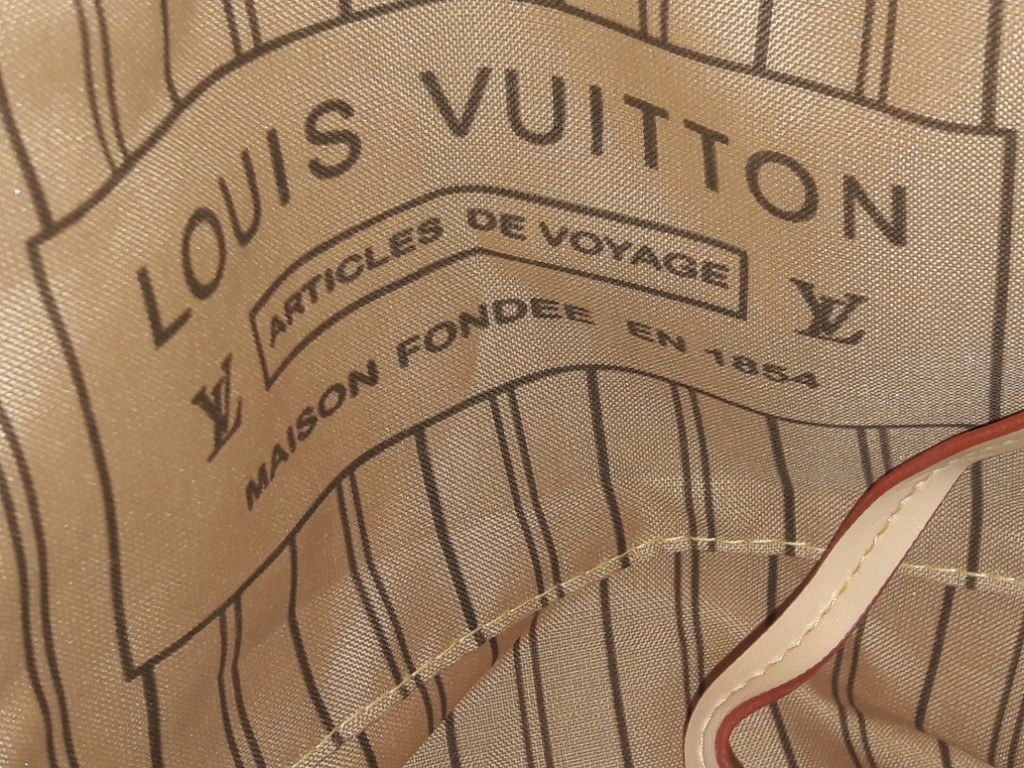 LOUIS VUITTON
ARTICLES DE VOYAGE
LV LV
MAISON FONDEE EN 1854